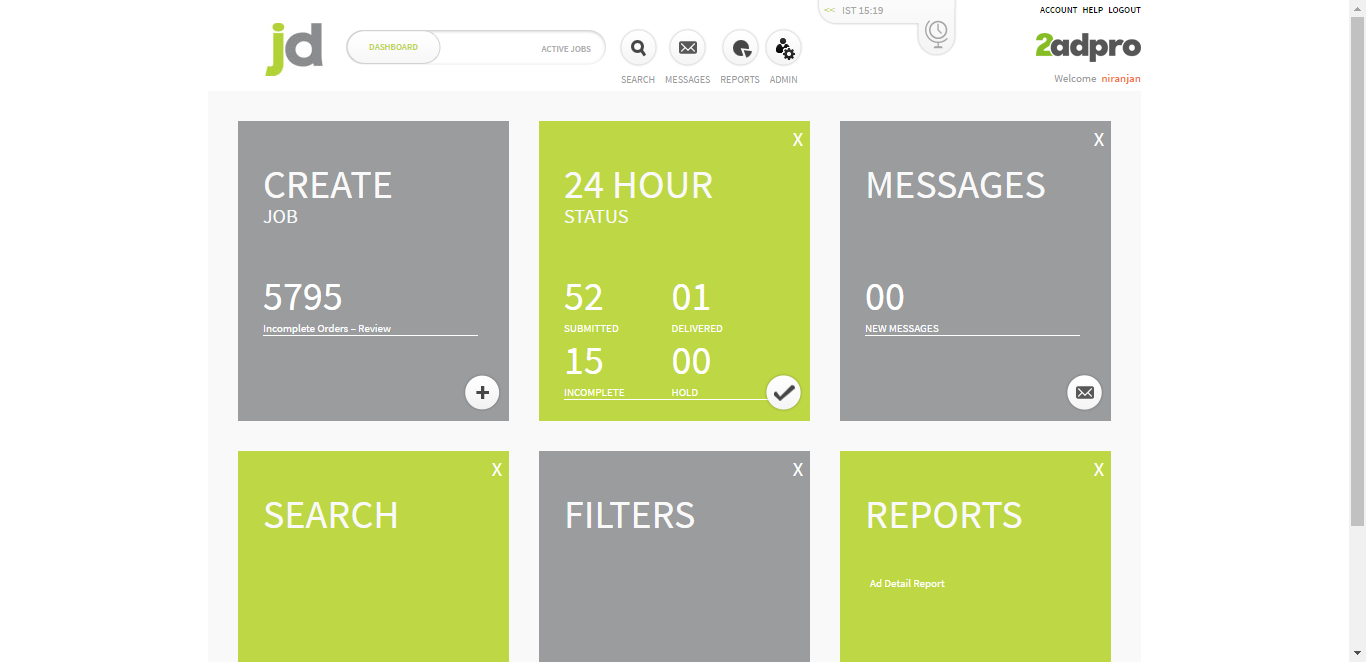 << IST 15:19
ACCOUNT HELP LOGOUT
jd
DASHBOARD
ACTIVE JOBS
2adpro
SEARCH MESSAGES REPORTS ADMIN
Welcome niranjan
CREATE
JOB
5795
Incomplete Orders – Review
X
24 HOUR
STATUS
52 01
SUBMITTED DELIVERED
15 00
INCOMPLETE HOLD
X
MESSAGES
00
NEW MESSAGES
X
SEARCH
X
FILTERS
X
REPORTS
Ad Detail Report